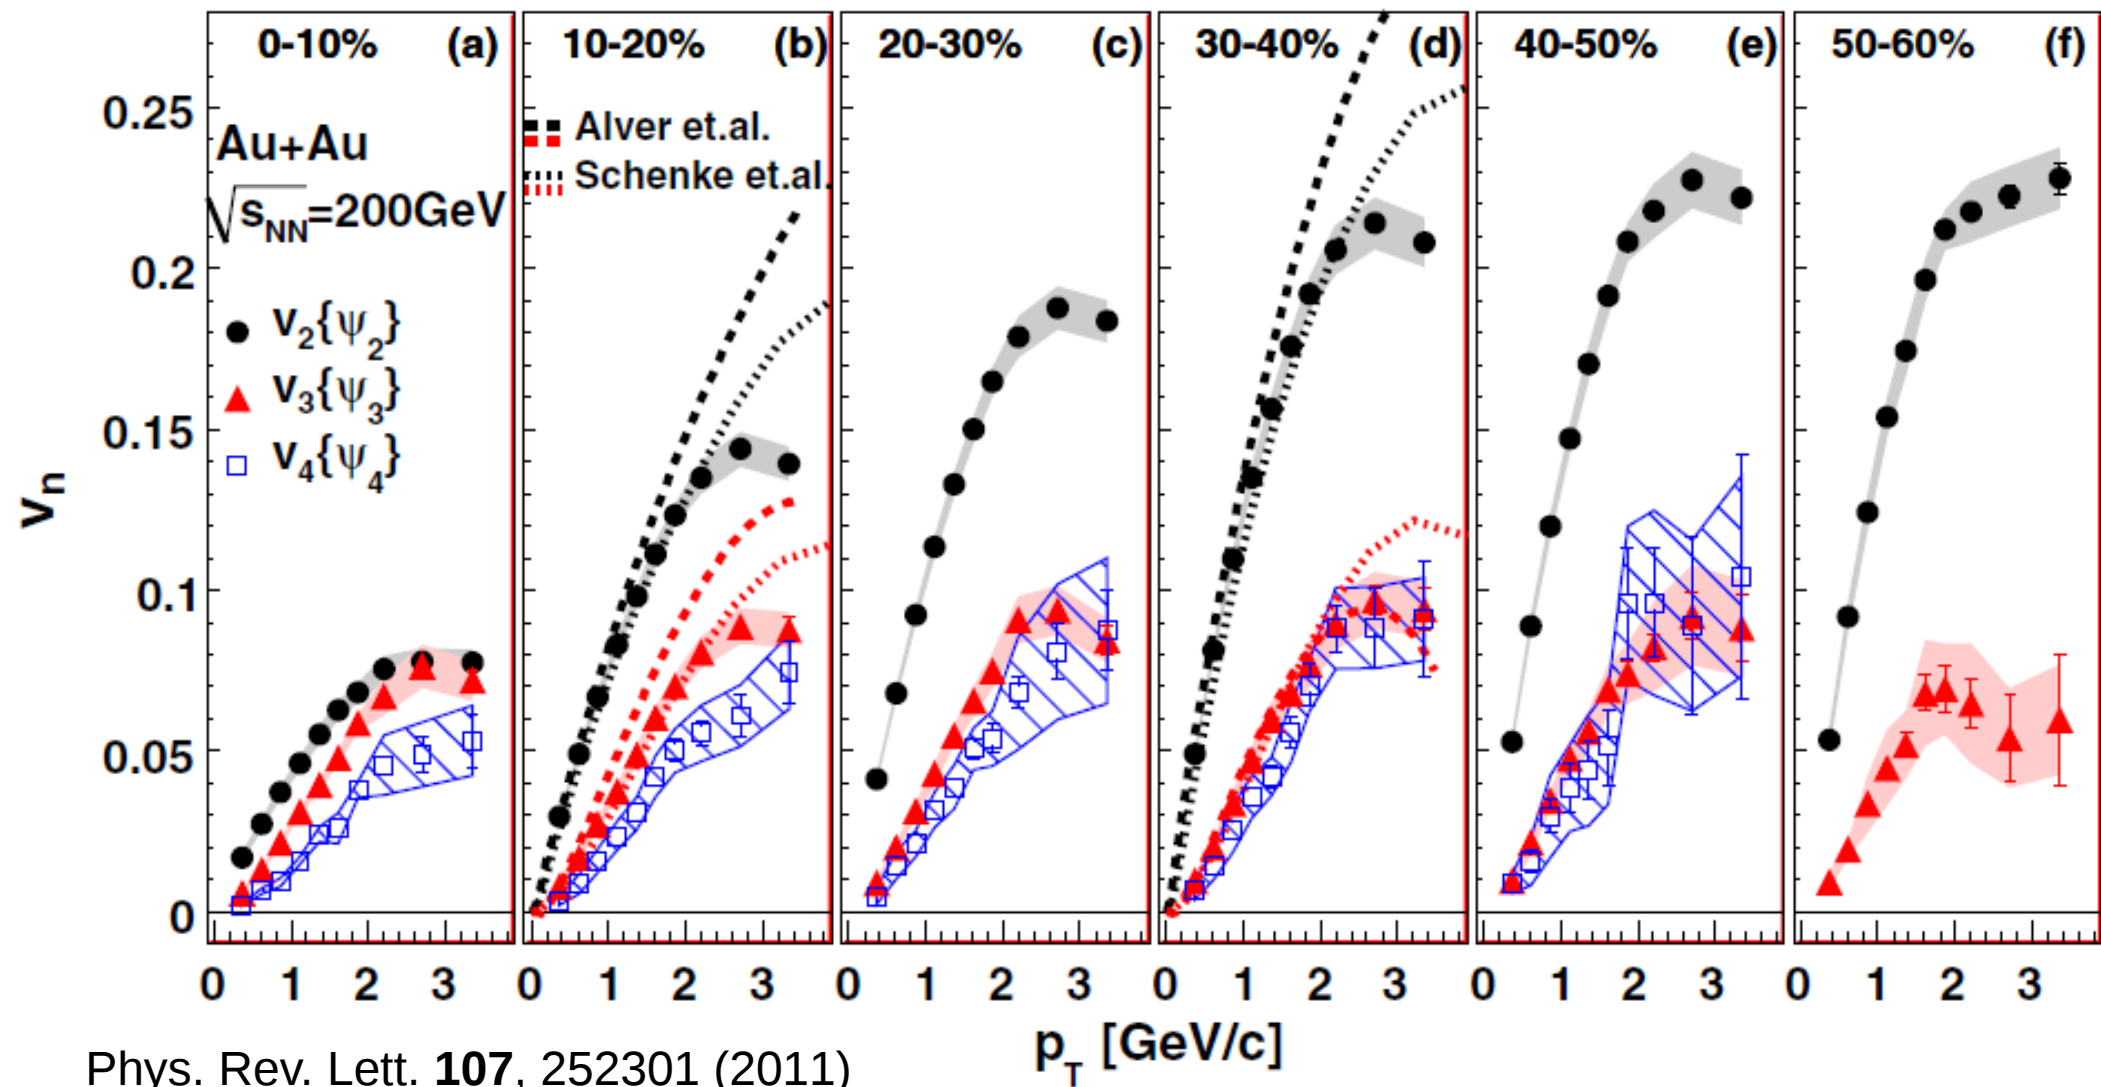 0-10% (a) 10-20% (b) 20-30% (c) 30-40% (d) 40-50% (e) 50-60% (f)
0.25
0.2
0.15
0.1
0.05
0
vn
Au+Au
√sNN=200GeV
v2{ψ2}
v3{ψ3}
v4{ψ4}
Alver et.al.
Schenke et.al.
0 1 2 3 0 1 2 3 0 1 2 3 0 1 2 3 0 1 2 3 0 1 2 3
pT [GeV/c]
Phys. Rev. Lett. 107, 252301 (2011)